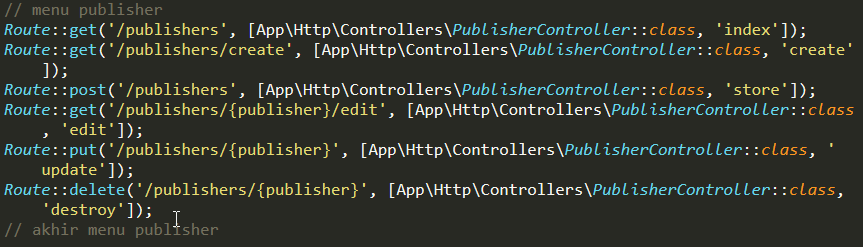 // menu publisher
Route::get('/publishers', [App\Http\Controllers\PublisherController::class, 'index']);
Route::get('/publishers/create', [App\Http\Controllers\PublisherController::class, 'create'
]);
Route::post('/publishers', [App\Http\Controllers\PublisherController::class, 'store']);
Route::get('/publishers/{publisher}/edit', [App\Http\Controllers\PublisherController::class
, 'edit']);
Route::put('/publishers/{publisher}', [App\Http\Controllers\PublisherController::class, '
update']);
Route::delete('/publishers/{publisher}', [App\Http\Controllers\PublisherController::class,
'destroy']);
// akhir menu publisher